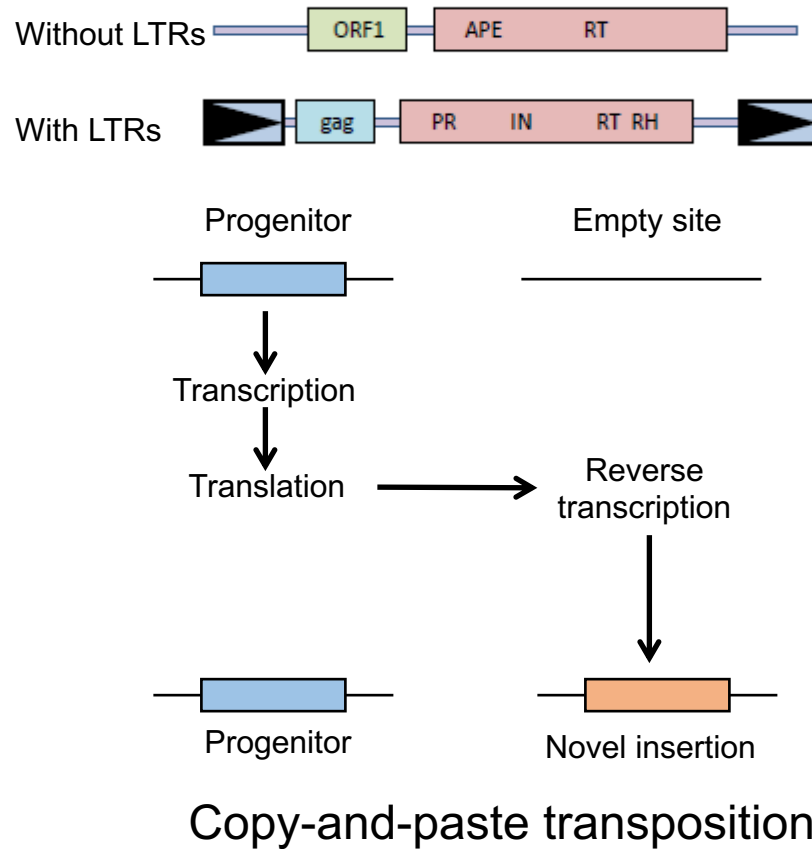 Without LTRs ORF1 APE RT
With LTRs gag PR IN RT RH
Progenitor Empty site
Transcription
Translation
Reverse
transcription
Progenitor Novel insertion
Copy-and-paste transposition